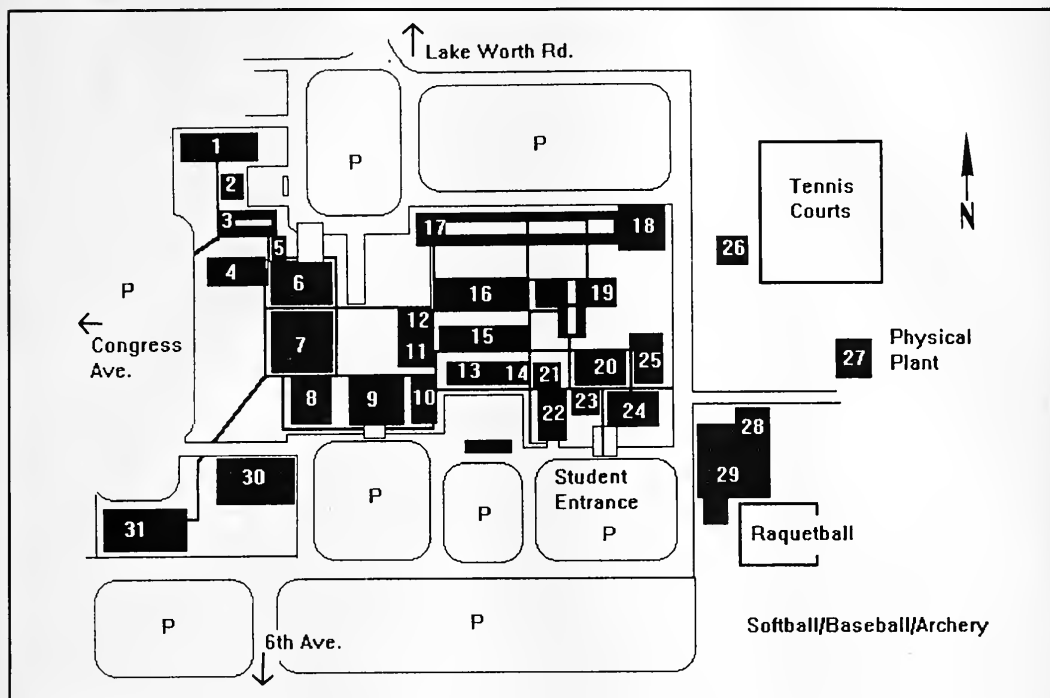 Lake Worth Rd.
1
P
P
2
Tennis
Courts
N
3
17
18
5
26
4
6
P
16
19
12
Congress
Ave.
7
15
11
25
Physical
Plant
27
13
14
21
20
8
9
10
22
23
24
28
30
Student
Entrance
29
P
P
P
31
Raquetball
P
P
6th Ave.
Softball/Baseball/Archery